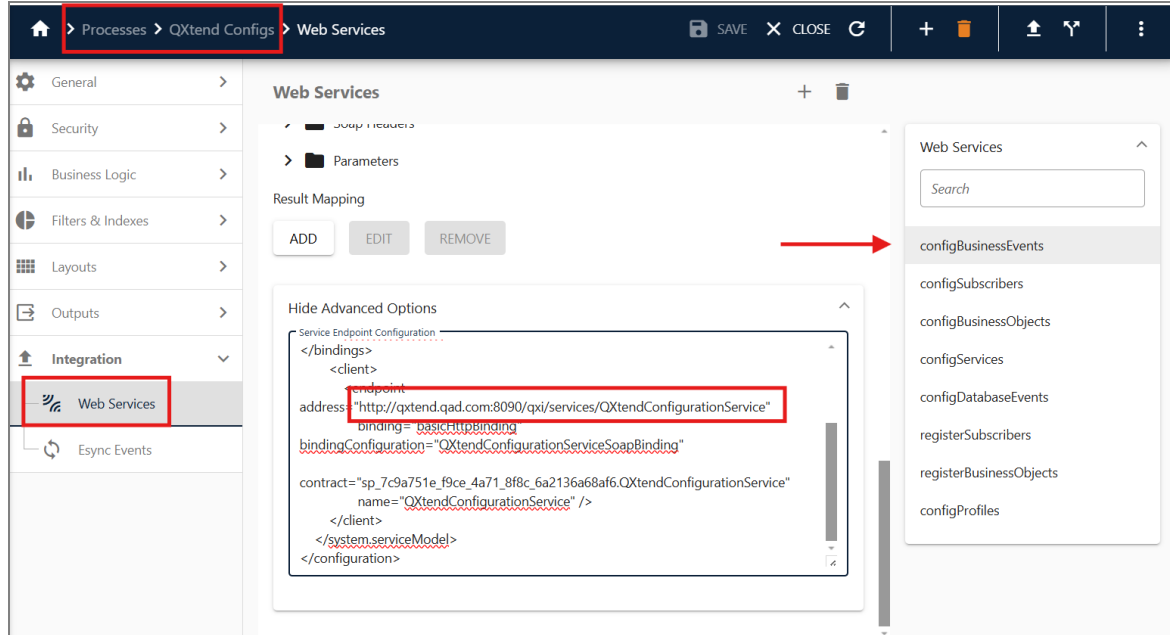 Processes > QXtend Configs > Web Services
SAVE
CLOSE
General
Security
Business Logic
Filters & Indexes
Layouts
Outputs
Integration
Web Services
Esync Events
Web Services
Soap Headers
Parameters
Result Mapping
ADD
EDIT
REMOVE
Hide Advanced Options
Service Endpoint Configuration
</bindings>
<client>
<endpoint
address="http://qxtend.qad.com:8090/qxi/services/QXtendConfigurationService"
binding="basicHttpBinding"
bindingConfiguration="QXtendConfigurationServiceSoapBinding"
contract="sp_7c9a751e_f9ce_4a71_8f8c_6a2136a68af6.QXtendConfigurationService"
name="QXtendConfigurationService" />
</client>
</system.serviceModel>
</configuration>
Web Services
Search
configBusinessEvents
configSubscribers
configBusinessObjects
configServices
configDatabaseEvents
registerSubscribers
registerBusinessObjects
configProfiles